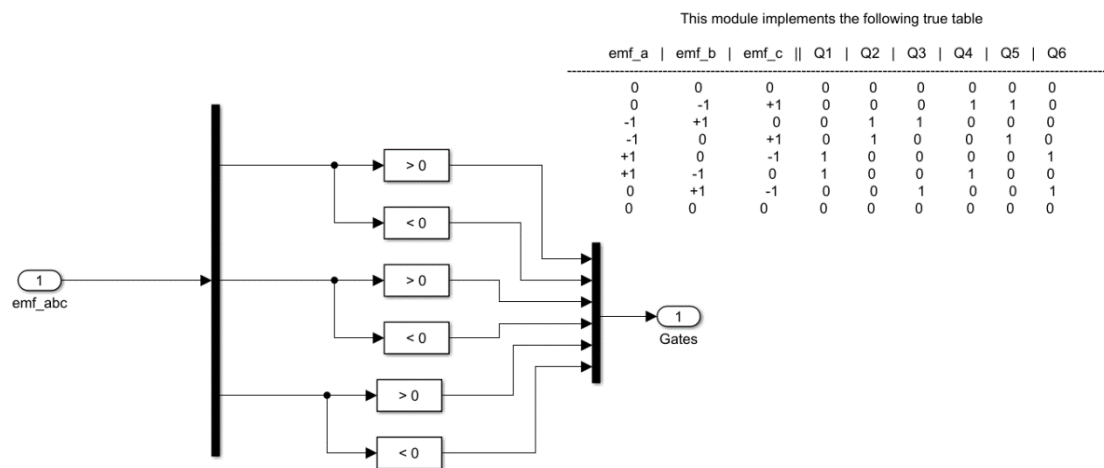 This module implements the following true table
emf_a | emf_b | emf_c || Q1 | Q2 | Q3 | Q4 | Q5 | Q6
--------------------------------------------------------------------------------
0 0 0 0 0 0 0 0 0
0 -1 +1 0 0 0 1 1 0
-1 +1 0 0 1 1 0 0 0
-1 0 +1 0 1 0 0 1 0
+1 0 -1 1 0 0 0 0 1
+1 -1 0 1 0 0 1 0 0
0 +1 -1 0 0 1 0 0 1
0 0 0 0 0 0 0 0 0
> 0
< 0
> 0
< 0
> 0
< 0
1
emf_abc
1
Gates